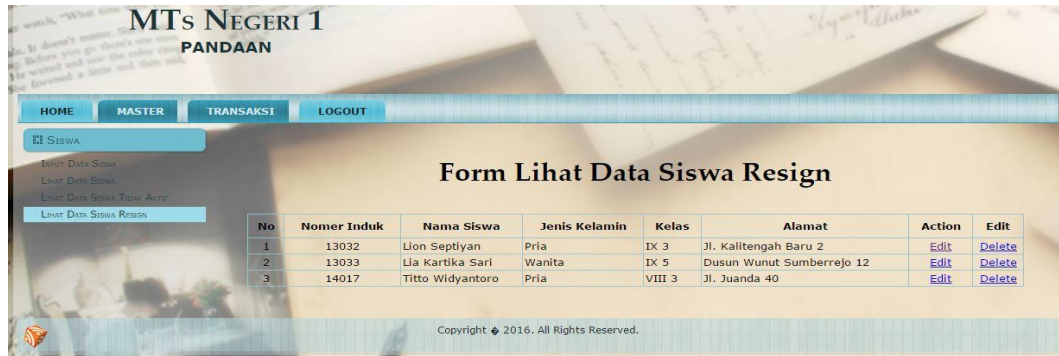 MTs Negeri 1
PANDAAN
HOME MASTER TRANSAKSI LOGOUT
Siswa
Input Data Siswa
Lihat Data Siswa
Lihat Data Siswa Tidak Aktif
Lihat Data Siswa Resign
Form Lihat Data Siswa Resign
No Nomer Induk Nama Siswa Jenis Kelamin Kelas Alamat Action Edit
1 13032 Lion Septiyan Pria IX 3 Jl. Kalitengah Baru 2 Edit Delete
2 13033 Lia Kartika Sari Wanita IX 5 Dusun Wunut Sumberrejo 12 Edit Delete
3 14017 Titto Widyantoro Pria VIII 3 Jl. Juanda 40 Edit Delete
Copyright � 2016. All Rights Reserved.